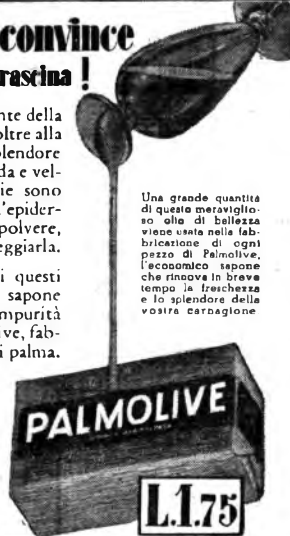 convince
rascina !
nte della
oltre alla
plendore
da e vel-
ie sono
l'epider-
polvere,
eggiarla.
i questi
sapone
mpurità
ve, fab-
i palma.
Una grande quantità
di questo meraviglio-
so olio di bellezza
viene usata nella fab-
bricazione di ogni
pezzo di Palmolive,
l'economico sapone
che rinnova in breve
tempo la freschezza
e lo splendore della
vostra carnagione
PALMOLIVE
L.1.75